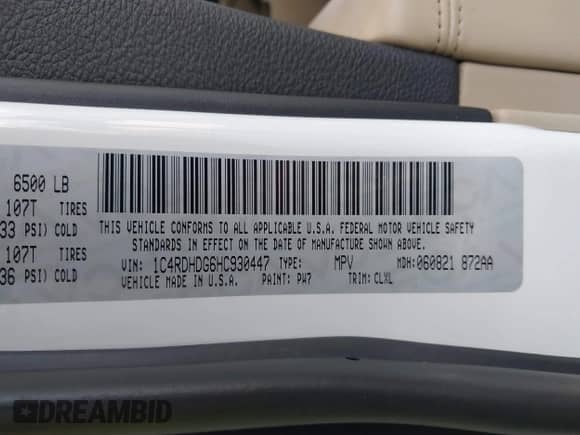 6500 LB
107T TIRES
33 PSI) COLD
107T TIRES
36 PSI) COLD
THIS VEHICLE CONFORMS TO ALL APPLICABLE U.S.A. FEDERAL MOTOR VEHICLE SAFETY
STANDARDS IN EFFECT ON THE DATE OF MANUFACTURE SHOWN ABOVE.
VIN: 1C4RDHDG6HC930447 TYPE: MPV MDH:060821 872AA
VEHICLE MADE IN U.S.A. PAINT: PW7 TRIM: CLXL
DREAMBID